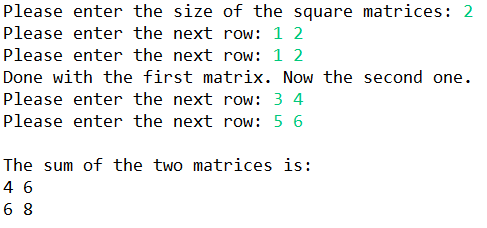 Please enter the size of the square matrices: 2
Please enter the next row: 1 2
Please enter the next row: 1 2
Done with the first matrix. Now the second one.
Please enter the next row: 3 4
Please enter the next row: 5 6

The sum of the two matrices is:
4 6
6 8